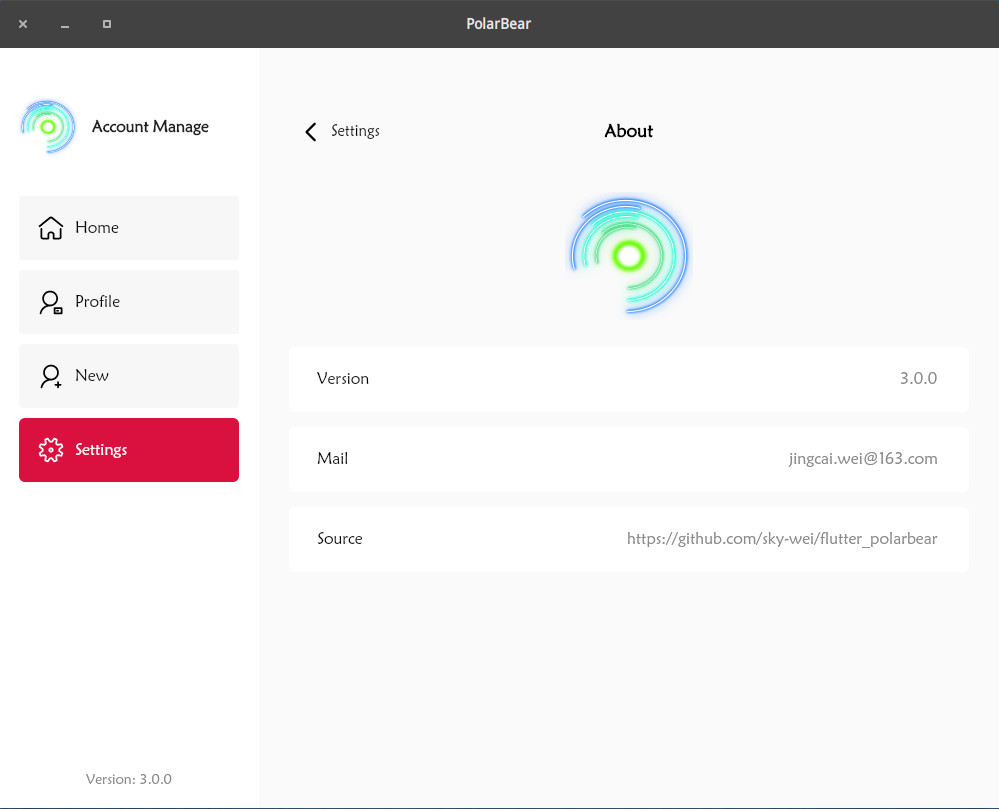 PolarBear
Account Manage
Home
Profile
New
Settings
Version: 3.0.0
Settings
About
Version 3.0.0
Mail jingcai.wei@163.com
Source https://github.com/sky-wei/flutter_polarbear